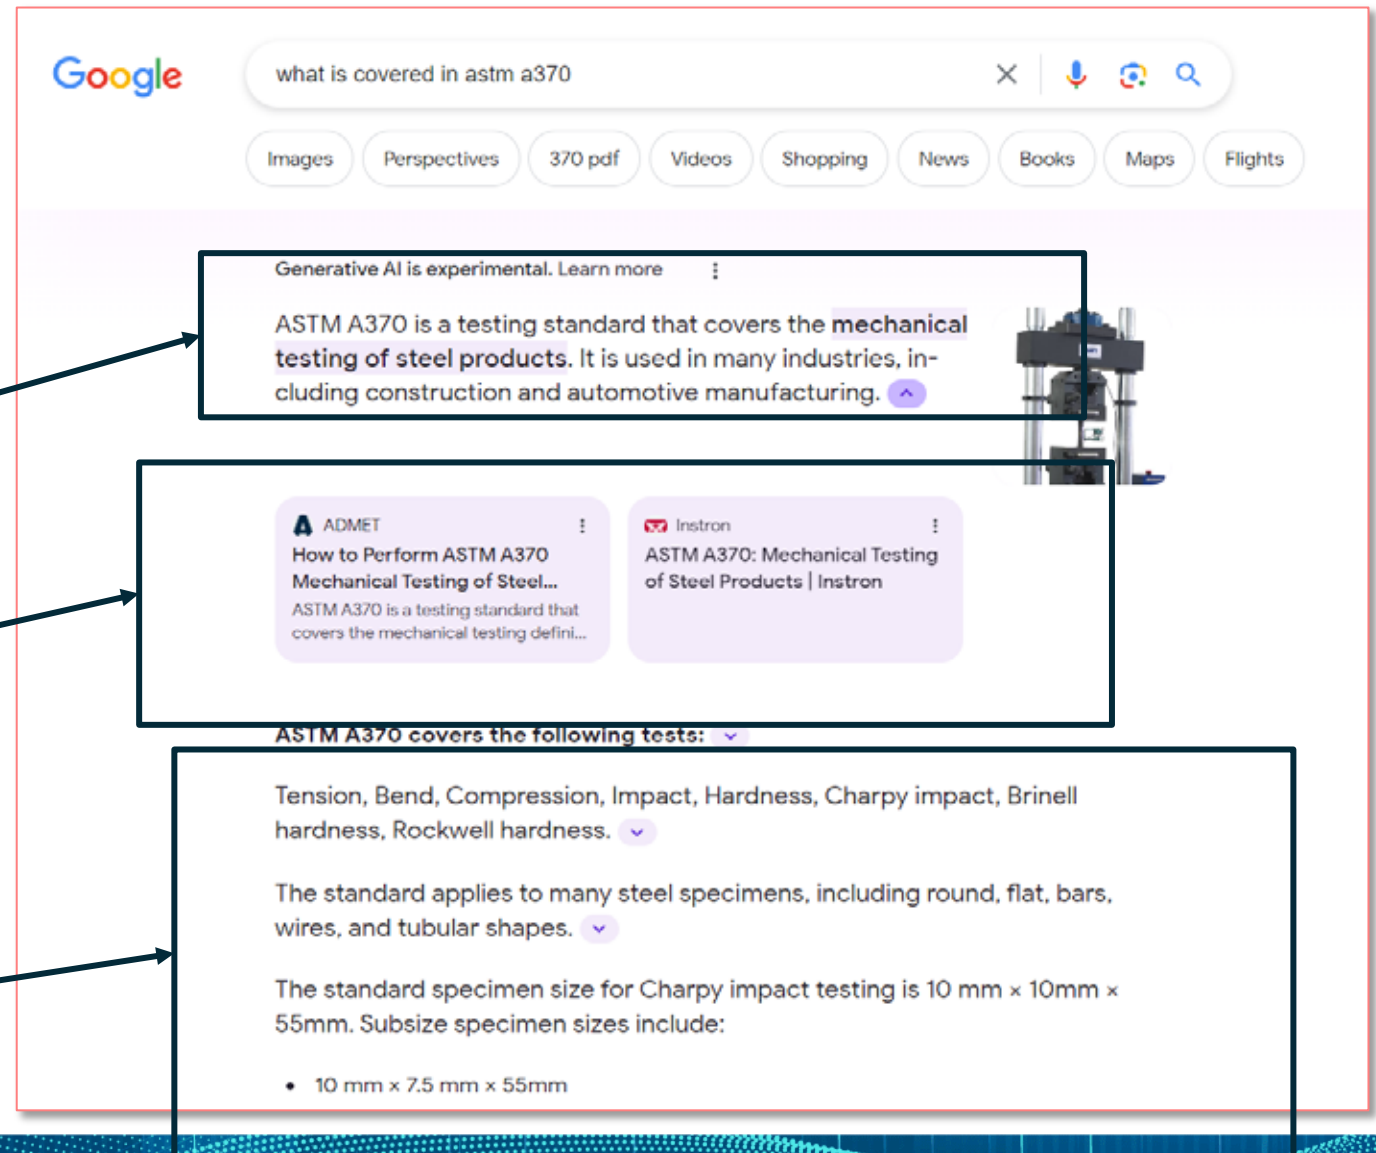 Google
what is covered in astm a370
Images Perspectives 370 pdf Videos Shopping News Books Maps Flights
Generative AI is experimental. Learn more
ASTM A370 is a testing standard that covers the mechanical
testing of steel products. It is used in many industries, in-
cluding construction and automotive manufacturing.
ADMET
How to Perform ASTM A370
Mechanical Testing of Steel...
ASTM A370 is a testing standard that
covers the mechanical testing defini...
Instron
ASTM A370: Mechanical Testing
of Steel Products | Instron
ASTM A370 covers the following tests:
Tension, Bend, Compression, Impact, Hardness, Charpy impact, Brinell
hardness, Rockwell hardness.
The standard applies to many steel specimens, including round, flat, bars,
wires, and tubular shapes.
The standard specimen size for Charpy impact testing is 10 mm × 10mm ×
55mm. Subsize specimen sizes include:
• 10 mm × 7.5 mm × 55mm